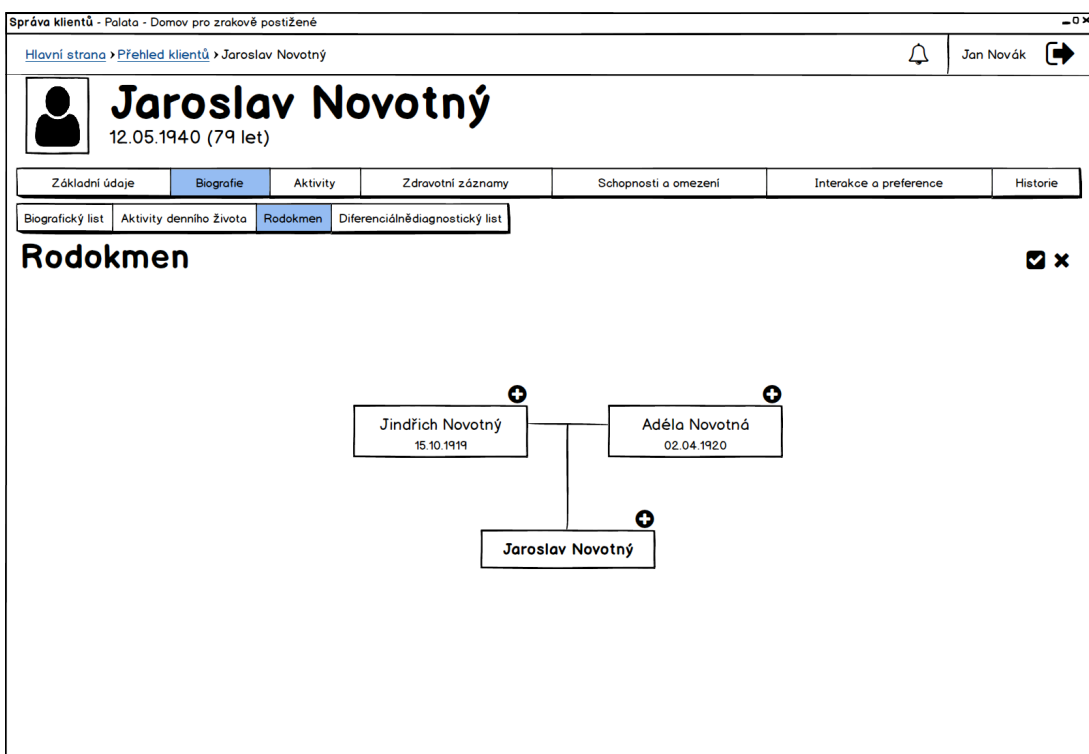 Správa klientů - Palata - Domov pro zrakově postižené
Hlavní strana › Přehled klientů › Jaroslav Novotný
Jan Novák
Jaroslav Novotný
12.05.1940 (79 let)
Základní údaje Biografie Aktivity Zdravotní záznamy Schopnosti a omezení Interakce a preference Historie
Biografický list Aktivity denního života Rodokmen Diferenciálnědiagnostický list
Rodokmen
Jindřich Novotný Adéla Novotná
15.10.1919 02.04.1920
Jaroslav Novotný